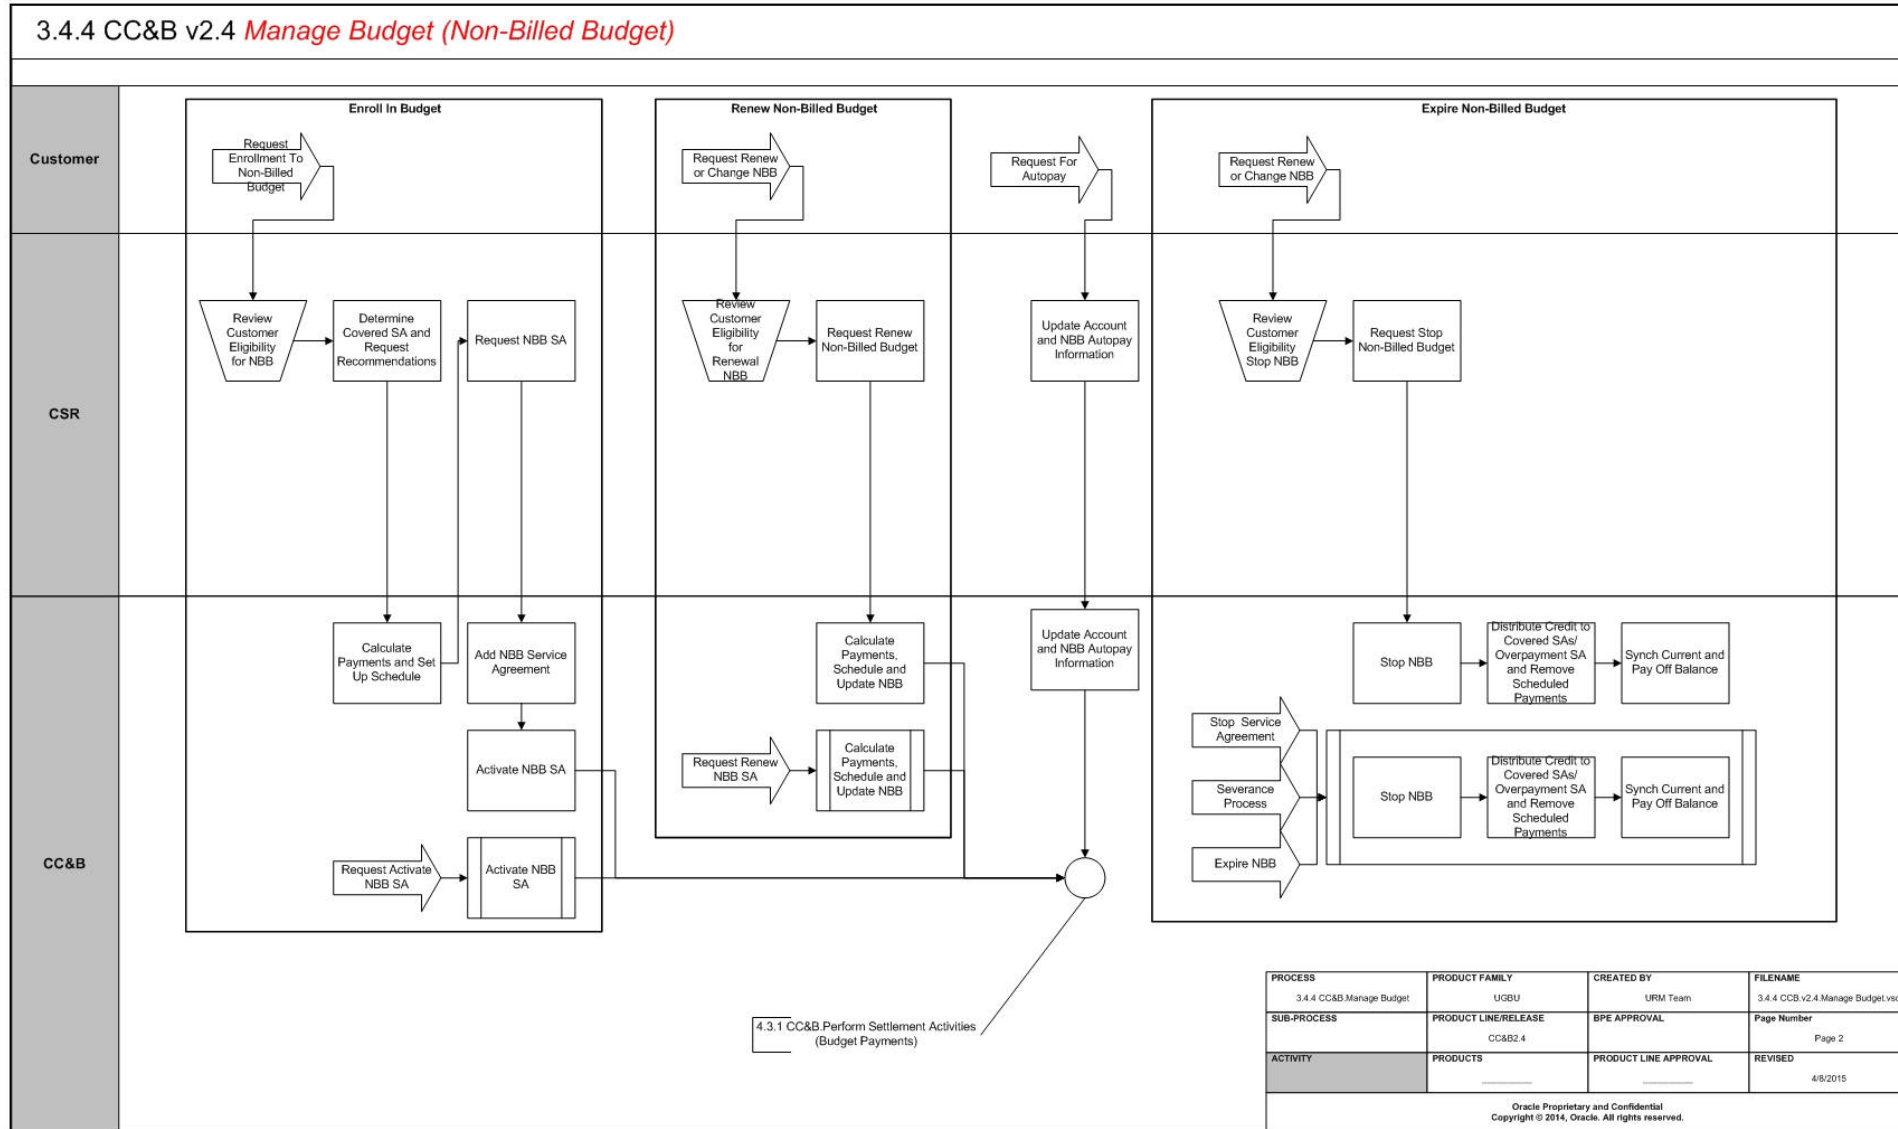 3.4.4 CC&B v2.4 Manage Budget (Non-Billed Budget)
Customer
Enroll In Budget
Request
Enrollment To
Non-Billed
Budget
Renew Non-Billed Budget
Request Renew
or Change NBB
Request For
Autopay
Expire Non-Billed Budget
Request Renew
or Change NBB
CSR
Review
Customer
Eligibility
for NBB
Determine
Covered SA and
Request
Recommendations
Request NBB SA
Review
Customer
Eligibility
for
Renewal
NBB
Request Renew
Non-Billed Budget
Update Account
and NBB Autopay
Information
Review
Customer
Eligibility
Stop NBB
Request Stop
Non-Billed Budget
CC&B
Calculate
Payments and Set
Up Schedule
Add NBB Service
Agreement
Activate NBB SA
Request Activate
NBB SA
Activate NBB
SA
Calculate
Payments,
Schedule and
Update NBB
Request Renew
NBB SA
Calculate
Payments,
Schedule and
Update NBB
Update Account
and NBB Autopay
Information
Stop NBB
Distribute Credit to
Covered SAs/
Overpayment SA
and Remove
Scheduled
Payments
Synch Current and
Pay Off Balance
Stop Service
Agreement
Severance
Process
Expire NBB
Stop NBB
Distribute Credit to
Covered SAs/
Overpayment SA
and Remove
Scheduled
Payments
Synch Current and
Pay Off Balance
4.3.1 CC&B.Perform Settlement Activities
(Budget Payments)
PROCESS
3.4.4 CC&B.Manage Budget
PRODUCT FAMILY
UGBU
CREATED BY
URM Team
FILENAME
3.4.4 CCB.v2.4.Manage Budget.vsd
SUB-PROCESS
PRODUCT LINE/RELEASE
CC&B2.4
BPE APPROVAL
Page Number
Page 2
ACTIVITY
PRODUCTS
PRODUCT LINE APPROVAL
REVISED
4/8/2015
Oracle Proprietary and Confidential
Copyright © 2014, Oracle. All rights reserved.